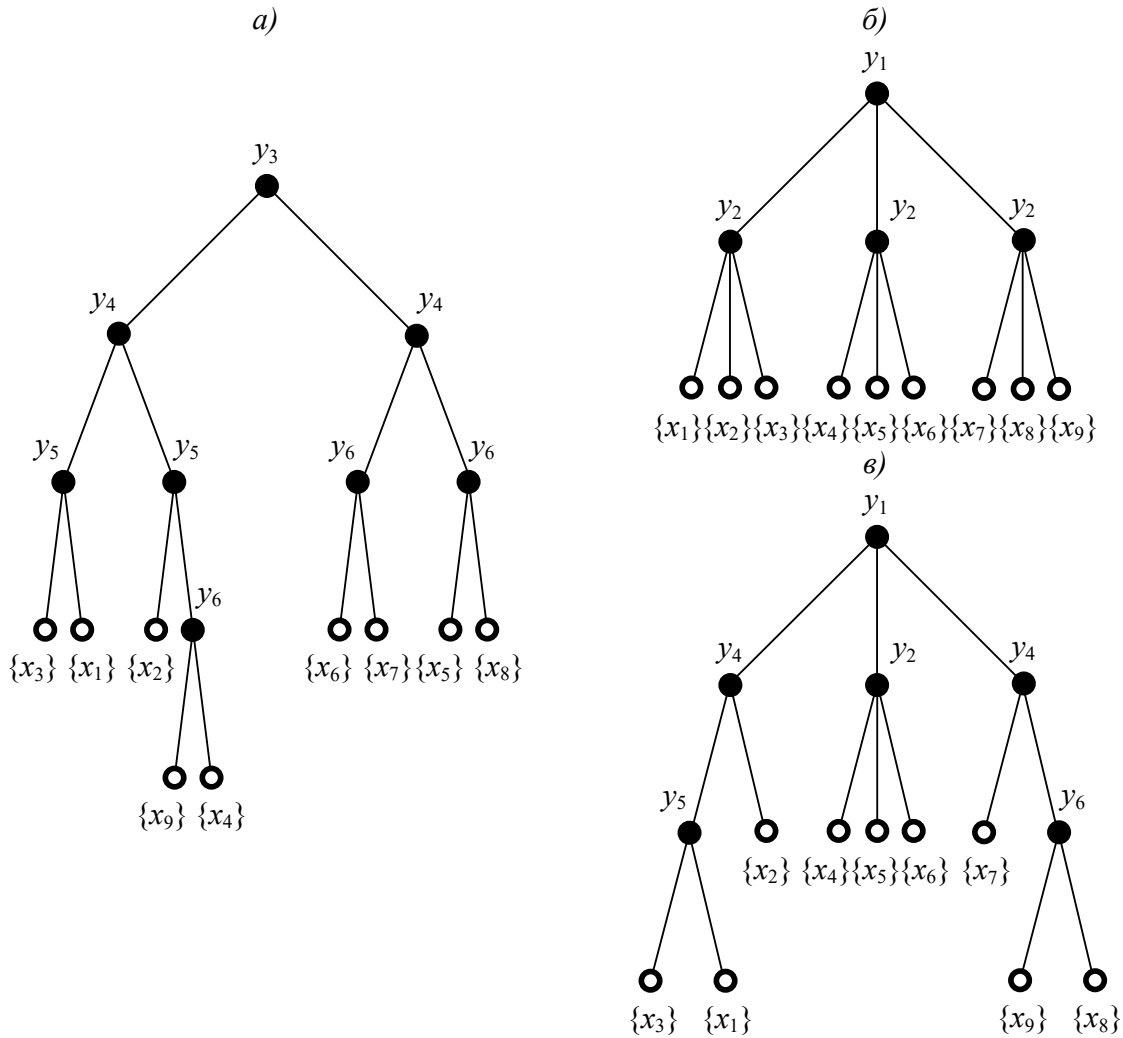 а)
y3
y4 y4
y5 y5 y6 y6
y6
{x3} {x1} {x2} {x6} {x7} {x5} {x8}
{x9} {x4}
б)
y1
y2 y2 y2
{x1} {x2} {x3} {x4} {x5} {x6} {x7} {x8} {x9}
в)
y1
y4 y2 y4
y5 y6
{x2} {x4} {x5} {x6} {x7}
{x3} {x1} {x9} {x8}